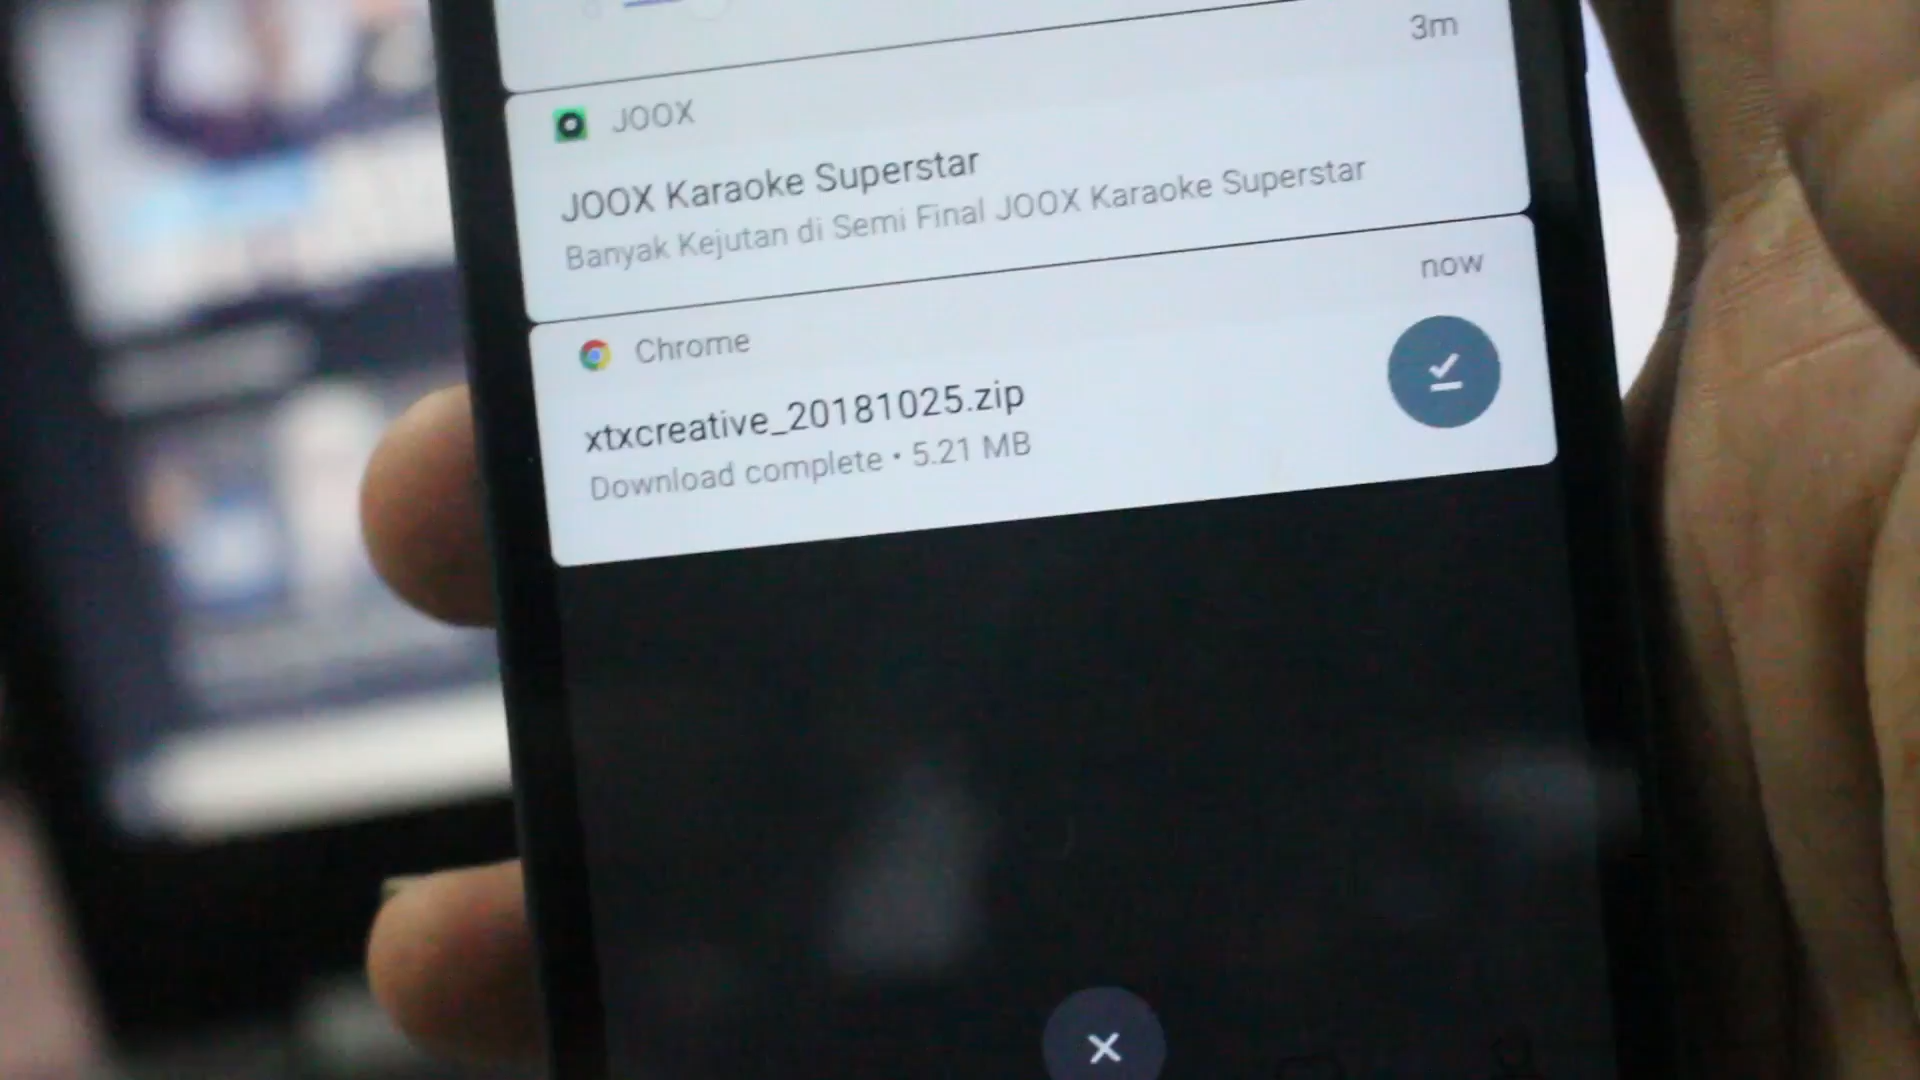 3m
JOOX
JOOX Karaoke Superstar
Banyak Kejutan di Semi Final JOOX Karaoke Superstar
now
Chrome
xtxcreative_20181025.zip
Download complete • 5.21 MB